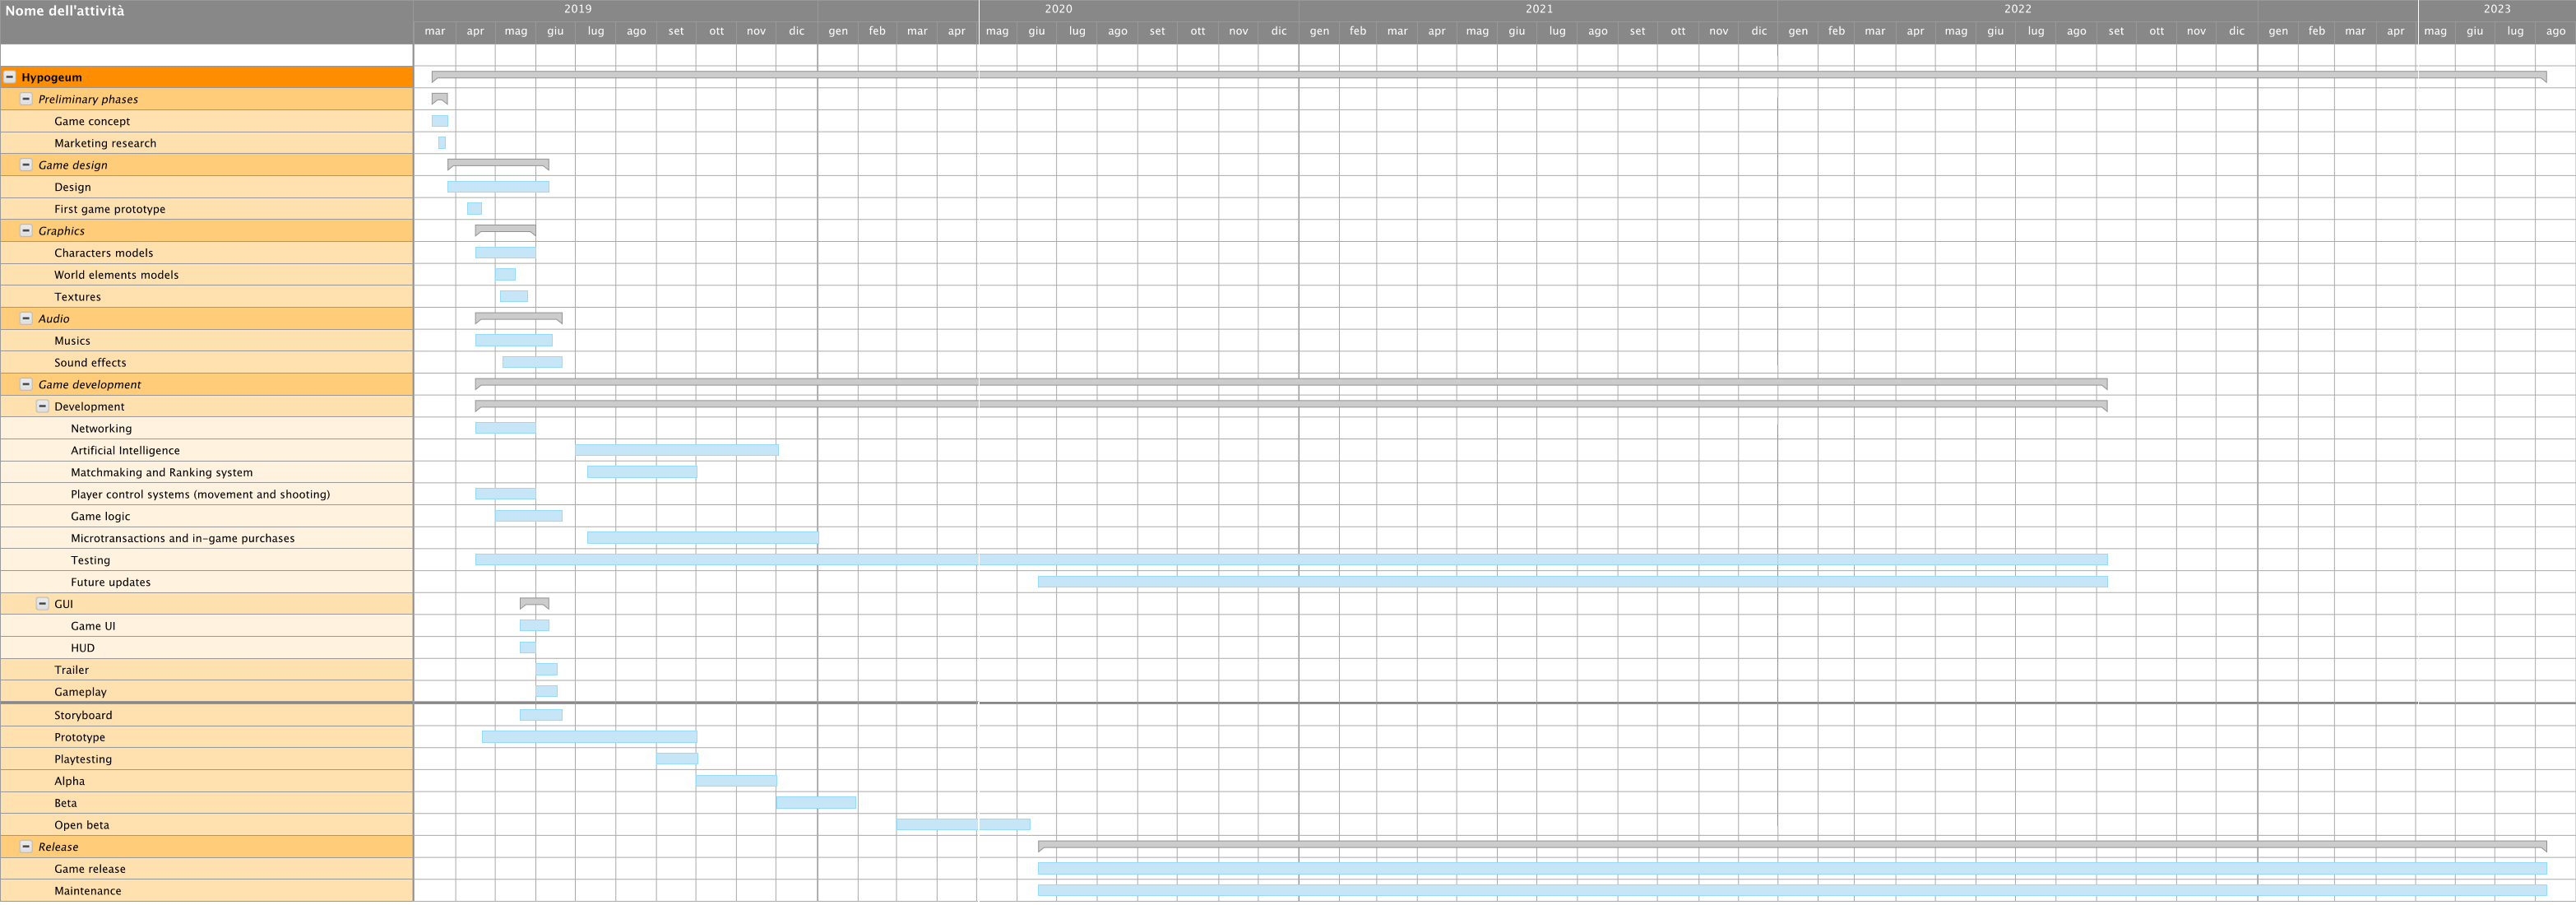 Nome dell'attività
2019 2020 2021 2022 2023
mar apr mag giu lug ago set ott nov dic gen feb mar apr mag giu lug ago set ott nov dic gen feb mar apr mag giu lug ago set ott nov dic gen feb mar apr mag giu lug ago set ott nov dic gen feb mar apr mag giu lug ago
Hypogeum
Preliminary phases
Game concept
Marketing research
Game design
Design
First game prototype
Graphics
Characters models
World elements models
Textures
Audio
Musics
Sound effects
Game development
Development
Networking
Artificial Intelligence
Matchmaking and Ranking system
Player control systems (movement and shooting)
Game logic
Microtransactions and in-game purchases
Testing
Future updates
GUI
Game UI
HUD
Trailer
Gameplay
Storyboard
Prototype
Playtesting
Alpha
Beta
Open beta
Release
Game release
Maintenance